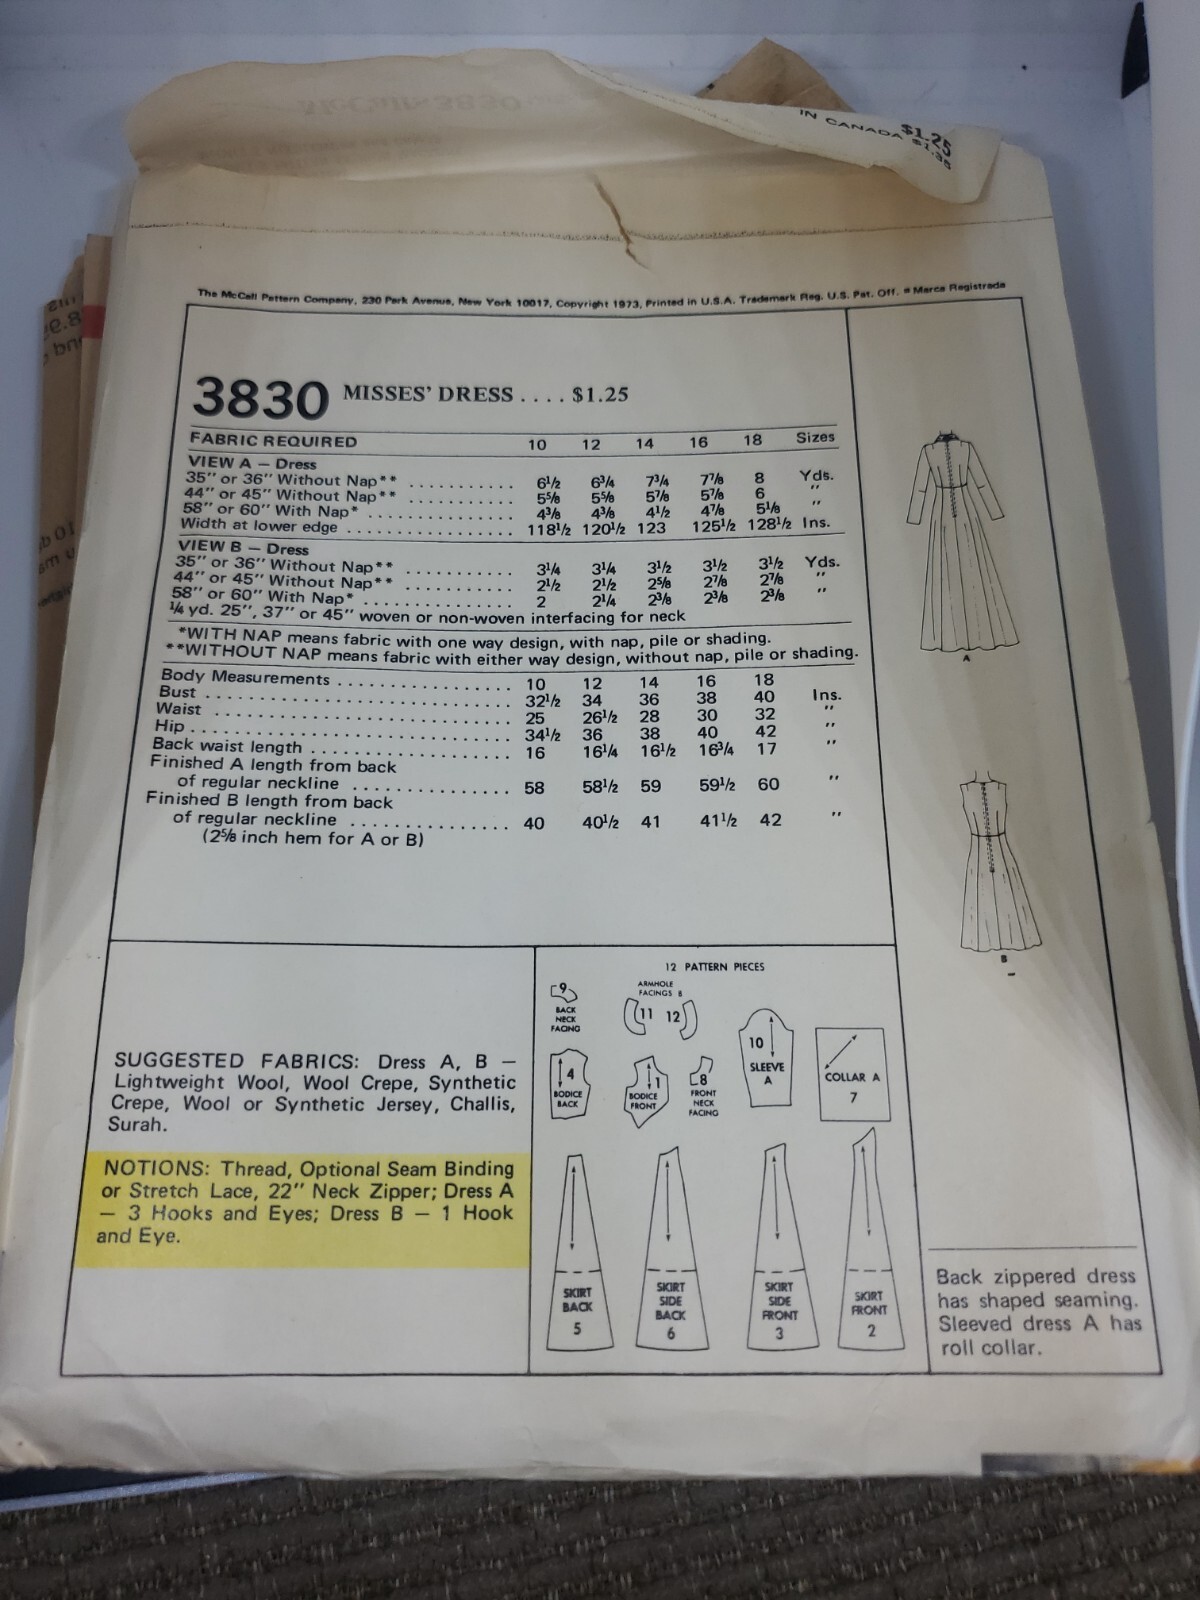 IN CANADA $1.25
$1.35
The McCall Pattern Company, 230 Park Avenue, New York 10017, Copyright 1973, Printed in U.S.A. Trademark Reg. U.S. Pat. Off. * Marca Registrada
3830 MISSES' DRESS .... $1.25
FABRIC REQUIRED 10 12 14 16 18 Sizes
VIEW A — Dress
35" or 36" Without Nap** ........... 6½ 6¾ 7¾ 7⅞ 8 Yds.
44" or 45" Without Nap** ........... 5⅝ 5⅝ 5⅞ 5⅞ 6 "
58" or 60" With Nap* ............... 4⅜ 4⅜ 4½ 4⅞ 5⅛ "
Width at lower edge ................. 118½ 120½ 123 125½ 128½ Ins.
VIEW B — Dress
35" or 36" Without Nap** ........... 3¼ 3¼ 3½ 3½ 3½ Yds.
44" or 45" Without Nap** ........... 2½ 2½ 2⅝ 2⅞ 2⅞ "
58" or 60" With Nap* ............... 2 2¼ 2⅜ 2⅜ 2⅜ "
¼ yd. 25", 37" or 45" woven or non-woven interfacing for neck
*WITH NAP means fabric with one way design, with nap, pile or shading.
**WITHOUT NAP means fabric with either way design, without nap, pile or shading.
Body Measurements ................. 10 12 14 16 18
Bust ............................... 32½ 34 36 38 40 Ins.
Waist .............................. 25 26½ 28 30 32 "
Hip ................................ 34½ 36 38 40 42 "
Back waist length ................... 16 16¼ 16½ 16¾ 17 "
Finished A length from back
of regular neckline ............... 58 58½ 59 59½ 60 "
Finished B length from back
of regular neckline ............... 40 40½ 41 41½ 42 "
(2⅝ inch hem for A or B)
A
B
SUGGESTED FABRICS: Dress A, B —
Lightweight Wool, Wool Crepe, Synthetic
Crepe, Wool or Synthetic Jersey, Challis,
Surah.
NOTIONS: Thread, Optional Seam Binding
or Stretch Lace, 22" Neck Zipper; Dress A
— 3 Hooks and Eyes; Dress B — 1 Hook
and Eye.
12 PATTERN PIECES
9
BACK
NECK
FACING
ARMHOLE
FACINGS B
11 12
10
SLEEVE
A
COLLAR A
7
4
BODICE
BACK
1
BODICE
FRONT
8
FRONT
NECK
FACING
SKIRT
BACK
5
SKIRT
SIDE
BACK
6
SKIRT
SIDE
FRONT
3
SKIRT
FRONT
2
Back zippered dress
has shaped seaming.
Sleeved dress A has
roll collar.